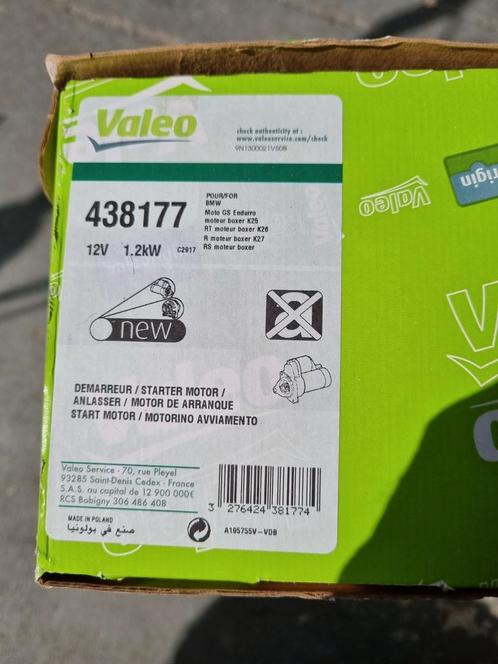 Valeo
check authenticity at :
www.valeoservice.com/check
9N1300021V508
438177
12V 1.2kW C2917
POUR/FOR
BMW
Moto GS Endurro
moteur boxer K25
RT moteur boxer K26
R moteur boxer K27
RS moteur boxer
new
a
DEMARREUR / STARTER MOTOR /
ANLASSER / MOTOR DE ARRANQUE
START MOTOR / MOTORINO AVVIAMENTO
Valeo Service - 70, rue Pleyel
93285 Saint-Denis Cedex - France
S.A.S. au capital de 12 900 000€
RCS Bobigny 306 486 408
MADE IN POLAND
صنع في بولونيا
3 276424 381774
A195755V-VDB
Valeo
rigin
V